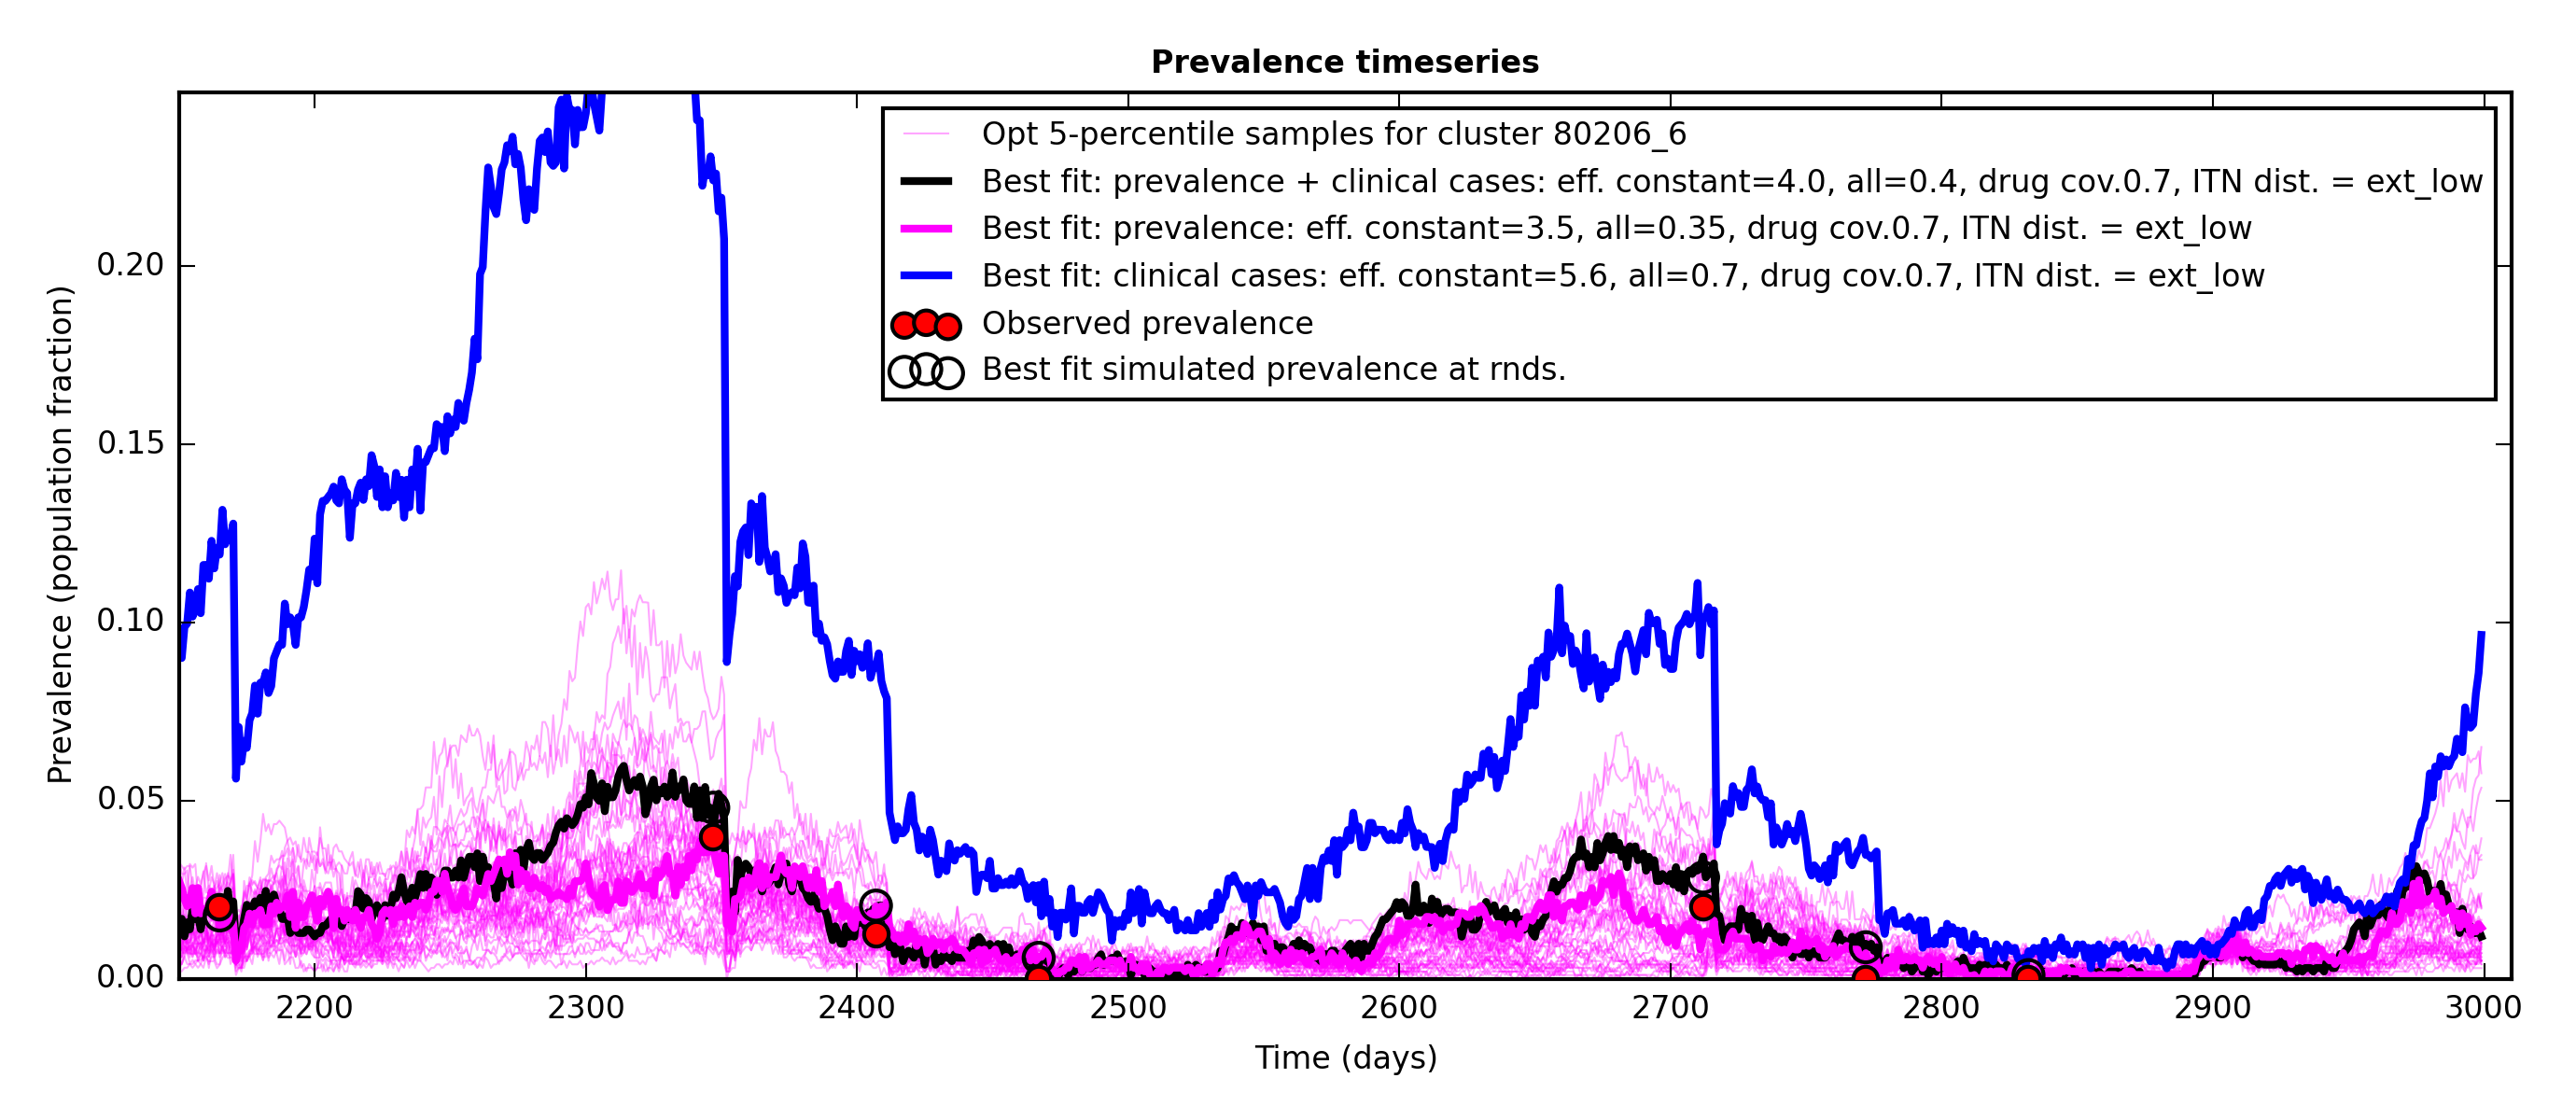 Prevalence timeseries
Opt 5-percentile samples for cluster 80206_6
Best fit: prevalence + clinical cases: eff. constant=4.0, all=0.4, drug cov.0.7, ITN dist. = ext_low
Best fit: prevalence: eff. constant=3.5, all=0.35, drug cov.0.7, ITN dist. = ext_low
Best fit: clinical cases: eff. constant=5.6, all=0.7, drug cov.0.7, ITN dist. = ext_low
Observed prevalence
Best fit simulated prevalence at rnds.
Prevalence (population fraction)
0.20
0.15
0.10
0.05
0.00
2200 2300 2400 2500 2600 2700 2800 2900 3000
Time (days)